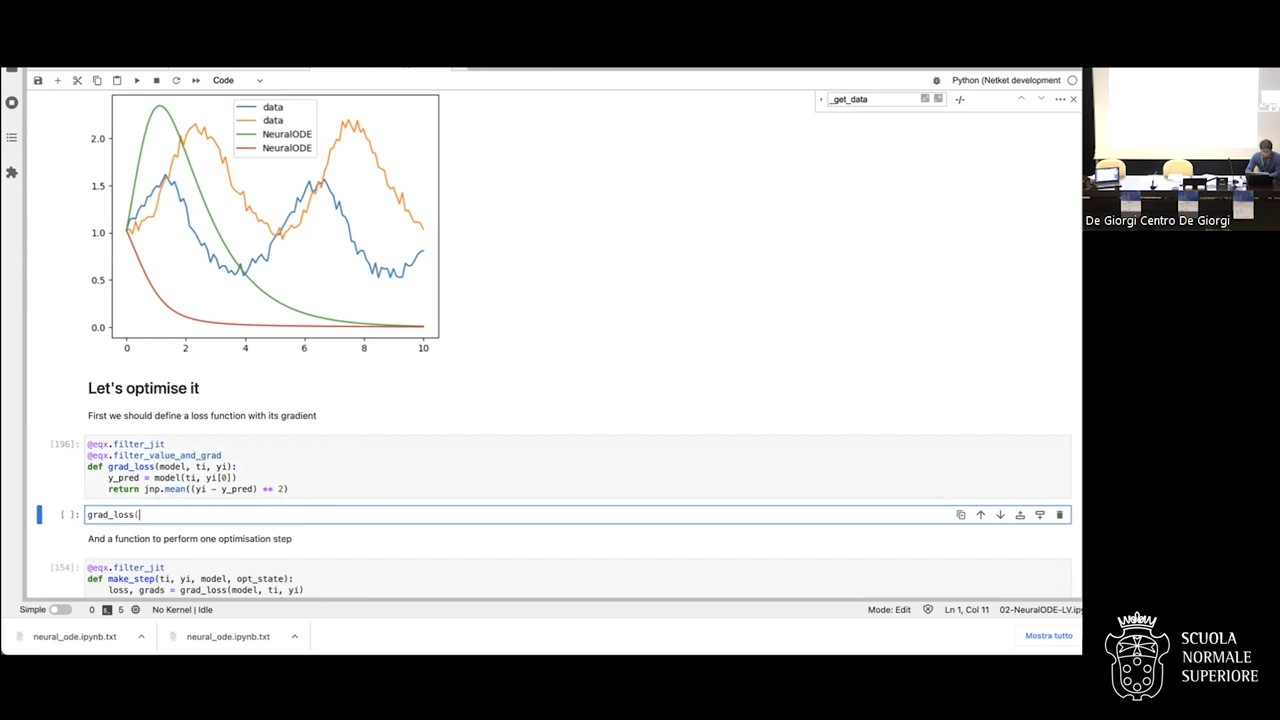 Code
Python (Netket development
_get_data
-/-
data
data
NeuralODE
NeuralODE
2.0
1.5
1.0
0.5
0.0
0
2
4
6
8
10
De Giorgi Centro De Giorgi
Let's optimise it
First we should define a loss function with its gradient
[196]:
@eqx.filter_jit
@eqx.filter_value_and_grad
def grad_loss(model, ti, yi):
y_pred = model(ti, yi[0])
return jnp.mean((yi - y_pred) ** 2)
[ ]:
grad_loss(
And a function to perform one optimisation step
[154]:
@eqx.filter_jit
def make_step(ti, yi, model, opt_state):
loss, grads = grad_loss(model, ti, yi)
Simple
0
5
No Kernel | Idle
Mode: Edit
Ln 1, Col 11
02-NeuralODE-LV.ipy
neural_ode.ipynb.txt
neural_ode.ipynb.txt
Mostra tutto
SCUOLA
NORMALE
SUPERIORE